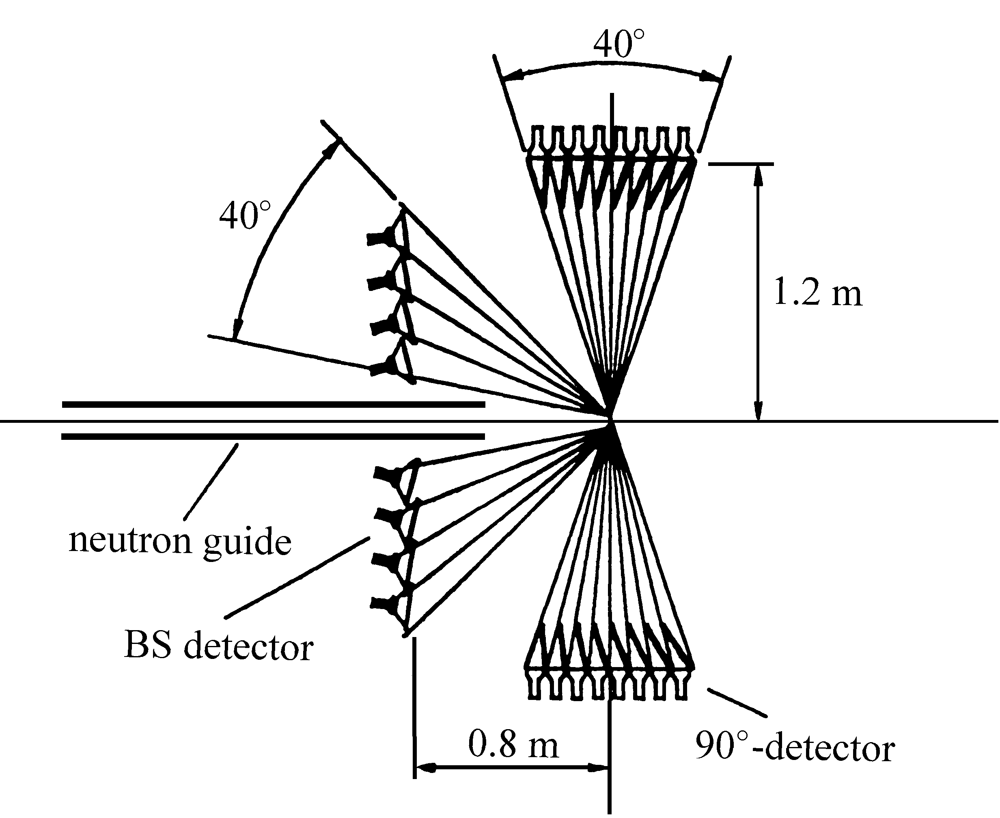 40°
40°
1.2 m
neutron guide
BS detector
0.8 m
90°-detector